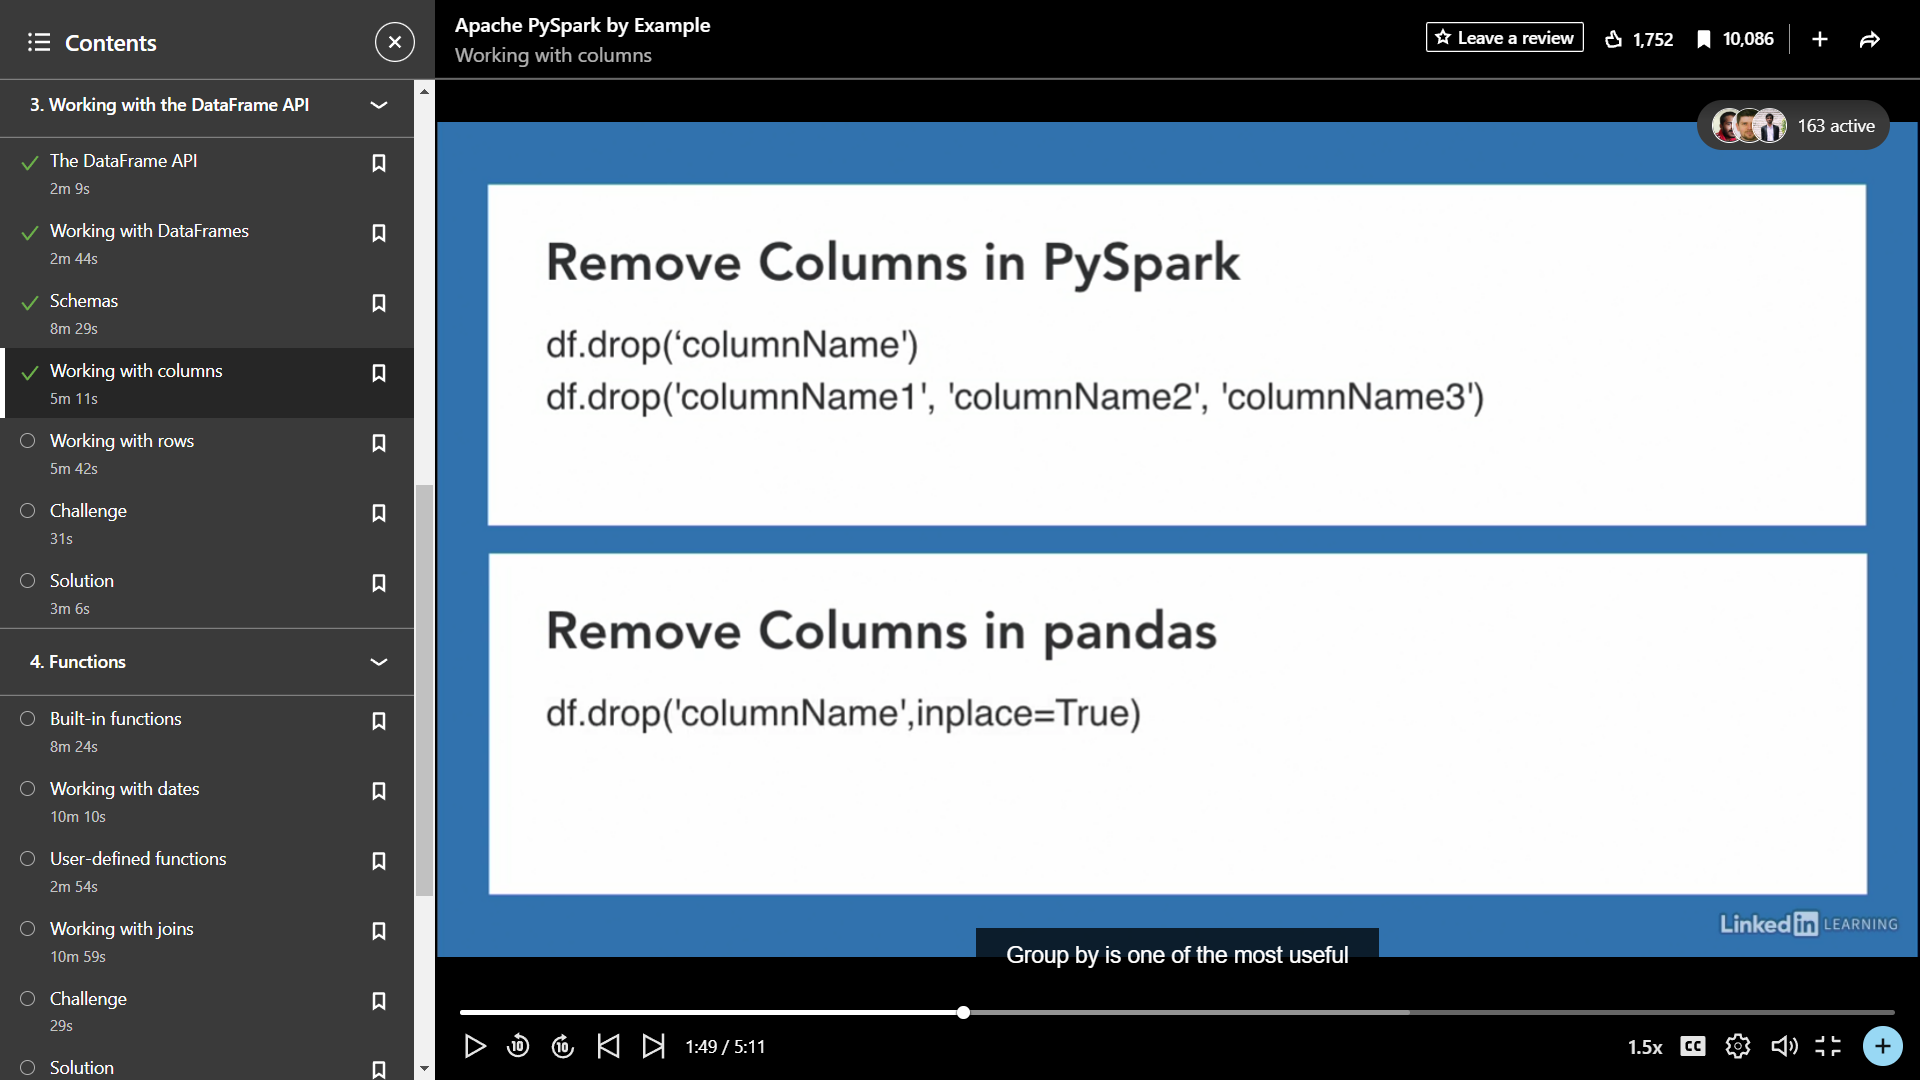 Contents
3. Working with the DataFrame API
The DataFrame API
2m 9s
Working with DataFrames
2m 44s
Schemas
8m 29s
Working with columns
5m 11s
Working with rows
5m 42s
Challenge
31s
Solution
3m 6s
4. Functions
Built-in functions
8m 24s
Working with dates
10m 10s
User-defined functions
2m 54s
Working with joins
10m 59s
Challenge
29s
Solution
Apache PySpark by Example
Working with columns
Leave a review
1,752
10,086
163 active
Remove Columns in PySpark
df.drop(‘columnName')
df.drop('columnName1', 'columnName2', 'columnName3')
Remove Columns in pandas
df.drop('columnName',inplace=True)
Linked in LEARNING
Group by is one of the most useful
10
10
1:49 / 5:11
1.5x
CC